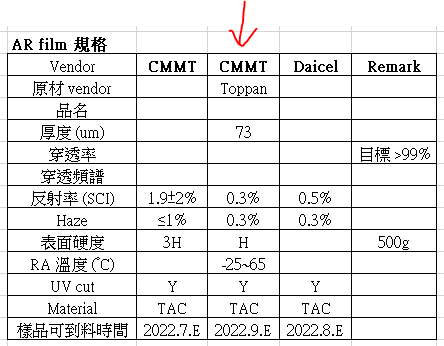 AR film 規格
Vendor CMMT CMMT Daicel Remark
原材 vendor Toppan
品名
厚度 (um) 73
穿透率 目標 >99%
穿透頻譜
反射率 (SCI) 1.9±2% 0.3% 0.5%
Haze ≤1% 0.3% 0.3%
表面硬度 3H H 500g
RA 溫度 (˚C) -25~65
UV cut Y Y Y
Material TAC TAC TAC
樣品可到料時間 2022.7.E 2022.9.E 2022.8.E